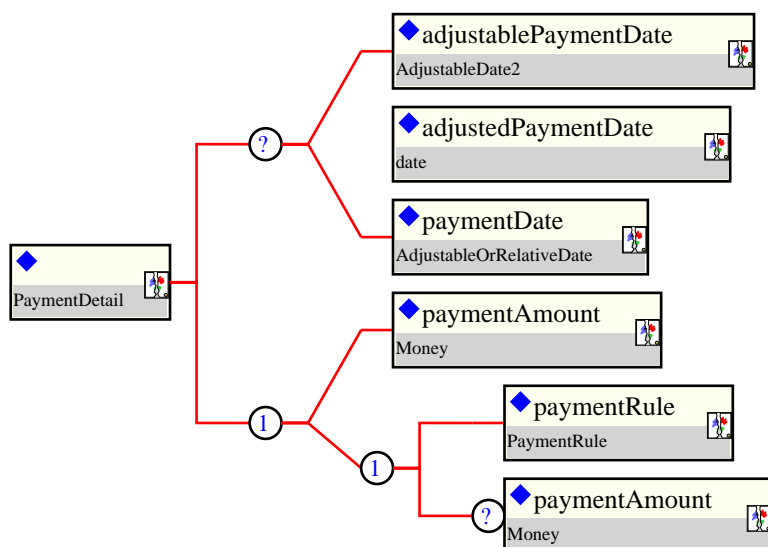 adjustablePaymentDate
AdjustableDate2
adjustedPaymentDate
date
?
paymentDate
AdjustableOrRelativeDate
PaymentDetail
paymentAmount
Money
1
paymentRule
PaymentRule
1
paymentAmount
?
Money